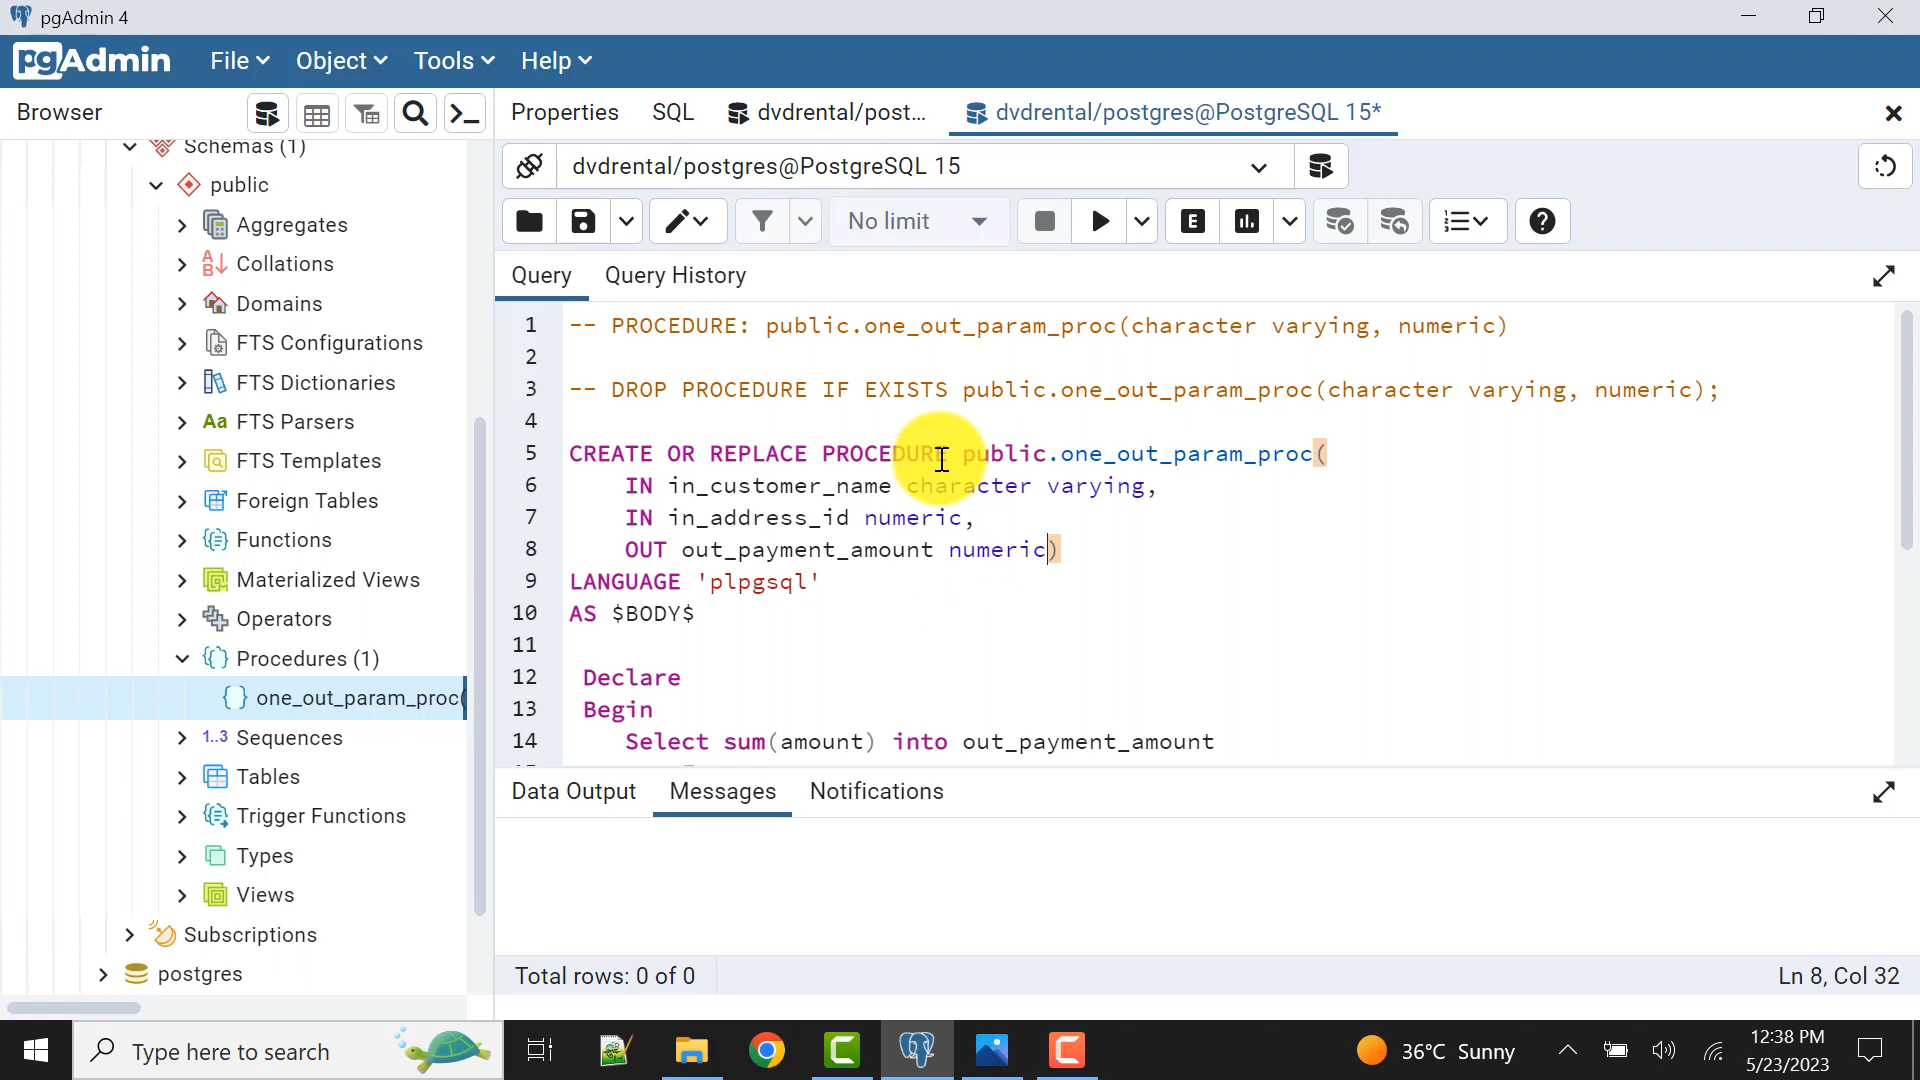 pgAdmin 4
pgAdmin File Object Tools Help
Browser
Properties SQL dvdrental/post... dvdrental/postgres@PostgreSQL 15*
dvdrental/postgres@PostgreSQL 15
No limit
E
Query Query History
Schemas (1)
public
Aggregates
Collations
Domains
FTS Configurations
FTS Dictionaries
Aa FTS Parsers
FTS Templates
Foreign Tables
Functions
Materialized Views
Operators
Procedures (1)
one_out_param_proc(
1..3 Sequences
Tables
Trigger Functions
Types
Views
Subscriptions
postgres
1 -- PROCEDURE: public.one_out_param_proc(character varying, numeric)
2
3 -- DROP PROCEDURE IF EXISTS public.one_out_param_proc(character varying, numeric);
4
5 CREATE OR REPLACE PROCEDURE public.one_out_param_proc(
6 IN in_customer_name character varying,
7 IN in_address_id numeric,
8 OUT out_payment_amount numeric)
9 LANGUAGE 'plpgsql'
10 AS $BODY$
11
12 Declare
13 Begin
14 Select sum(amount) into out_payment_amount
Data Output Messages Notifications
Total rows: 0 of 0
Ln 8, Col 32
Type here to search
36°C Sunny
12:38 PM
5/23/2023